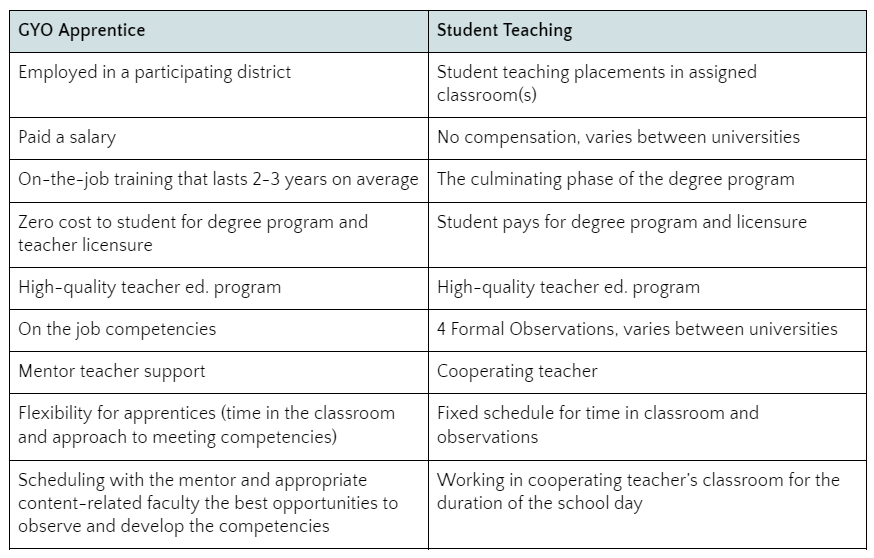 GYO Apprentice
Student Teaching
Employed in a participating district
Student teaching placements in assigned
classroom(s)
Paid a salary
No compensation, varies between universities
On-the-job training that lasts 2-3 years on average
The culminating phase of the degree program
Zero cost to student for degree program and
teacher licensure
Student pays for degree program and licensure
High-quality teacher ed. program
High-quality teacher ed. program
On the job competencies
4 Formal Observations, varies between universities
Mentor teacher support
Cooperating teacher
Flexibility for apprentices (time in the classroom
and approach to meeting competencies)
Fixed schedule for time in classroom and
observations
Scheduling with the mentor and appropriate
content-related faculty the best opportunities to
observe and develop the competencies
Working in cooperating teacher's classroom for the
duration of the school day